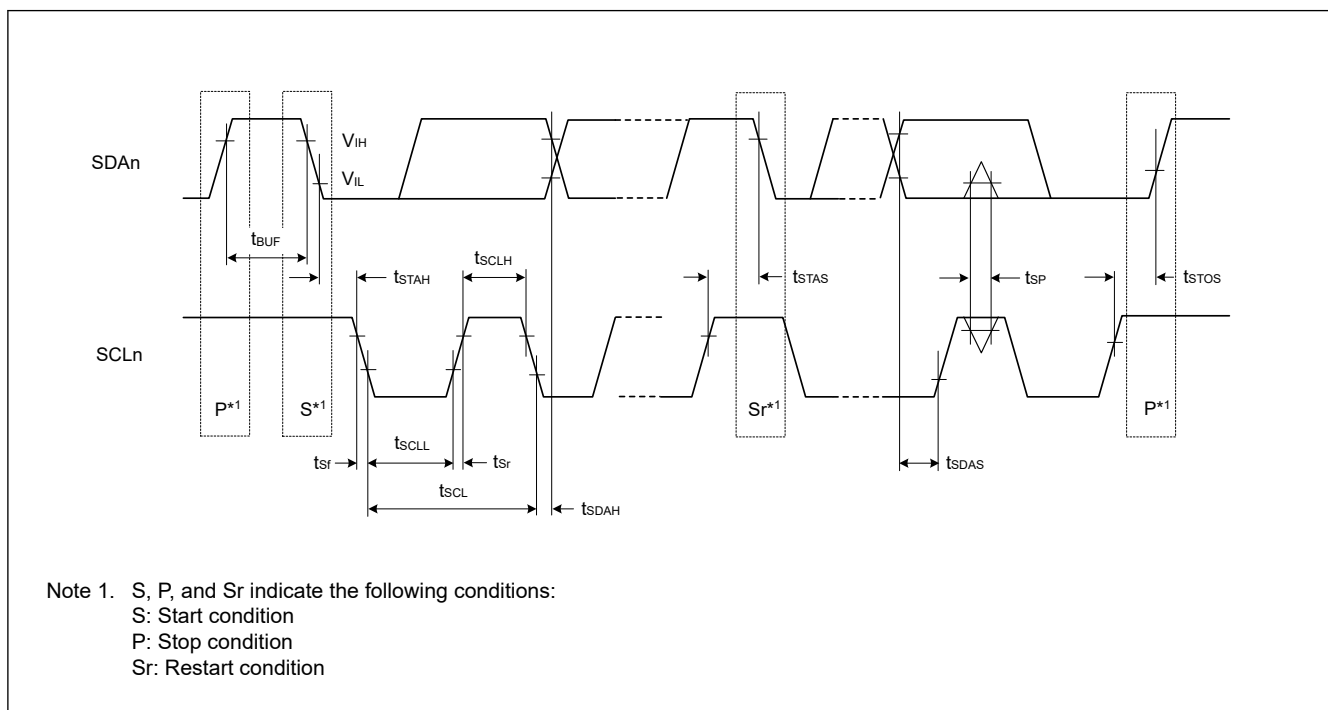 SDAn
VIH
VIL
tBUF
tSTAH
tSCLH
tSTAS
tSP
tSTOS
SCLn
P*1
S*1
Sr*1
P*1
tSf
tSCLL
tSr
tSCL
tSDAH
tSDAS
Note 1. S, P, and Sr indicate the following conditions:
S: Start condition
P: Stop condition
Sr: Restart condition